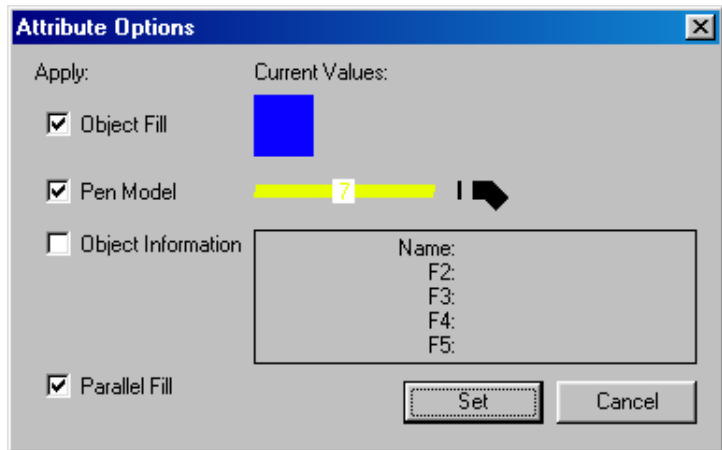 Attribute Options
Apply: Current Values:
Object Fill
Pen Model 7
Object Information
Name:
F2:
F3:
F4:
F5:
Parallel Fill
Set Cancel